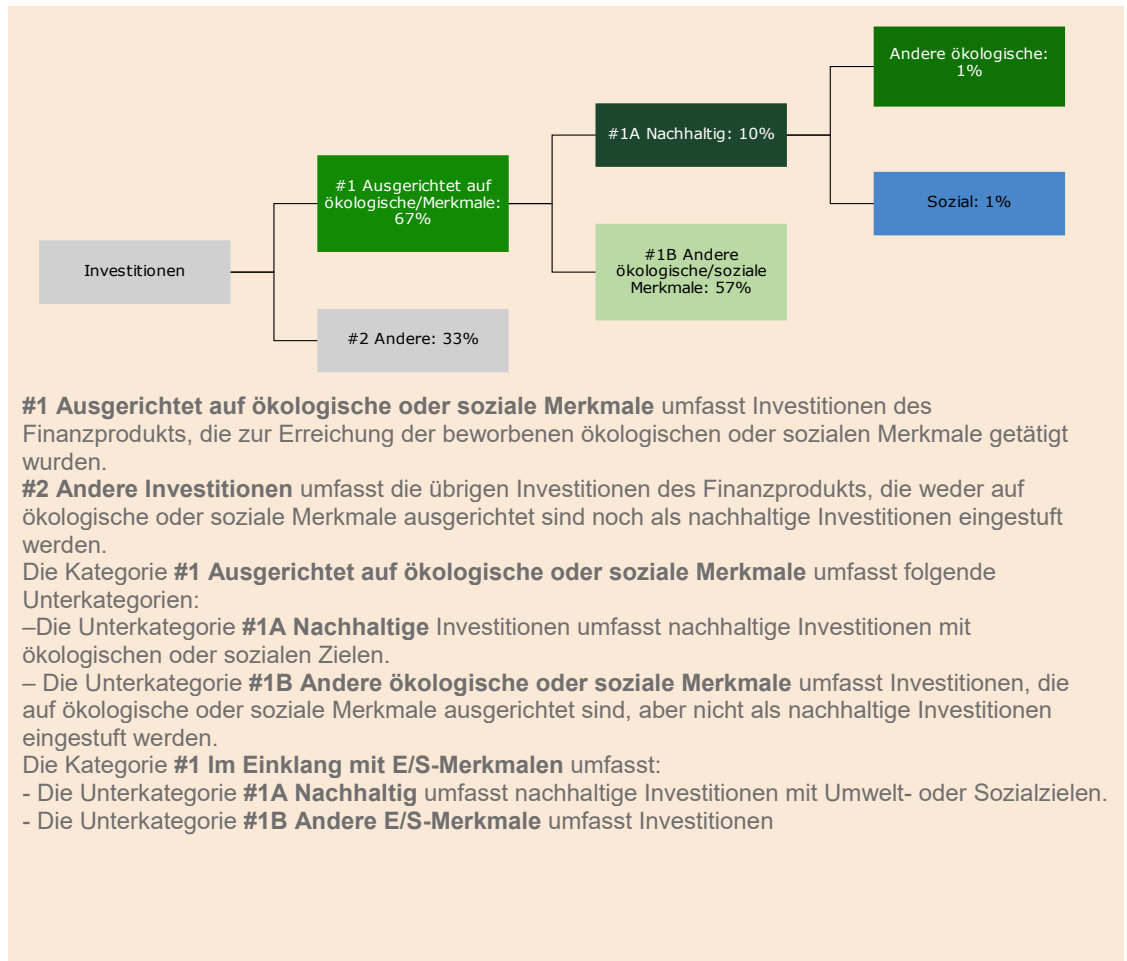 Andere ökologische:
1%
#1A Nachhaltig: 10%
#1 Ausgerichtet auf
ökologische/Merkmale:
67%
Sozial: 1%
#1B Andere
ökologische/soziale
Merkmale: 57%
Investitionen
#2 Andere: 33%
#1 Ausgerichtet auf ökologische oder soziale Merkmale umfasst Investitionen des
Finanzprodukts, die zur Erreichung der beworbenen ökologischen oder sozialen Merkmale getätigt
wurden.
#2 Andere Investitionen umfasst die übrigen Investitionen des Finanzprodukts, die weder auf
ökologische oder soziale Merkmale ausgerichtet sind noch als nachhaltige Investitionen eingestuft
werden.
Die Kategorie #1 Ausgerichtet auf ökologische oder soziale Merkmale umfasst folgende
Unterkategorien:
–Die Unterkategorie #1A Nachhaltige Investitionen umfasst nachhaltige Investitionen mit
ökologischen oder sozialen Zielen.
– Die Unterkategorie #1B Andere ökologische oder soziale Merkmale umfasst Investitionen, die
auf ökologische oder soziale Merkmale ausgerichtet sind, aber nicht als nachhaltige Investitionen
eingestuft werden.
Die Kategorie #1 Im Einklang mit E/S-Merkmalen umfasst:
- Die Unterkategorie #1A Nachhaltig umfasst nachhaltige Investitionen mit Umwelt- oder Sozialzielen.
- Die Unterkategorie #1B Andere E/S-Merkmale umfasst Investitionen